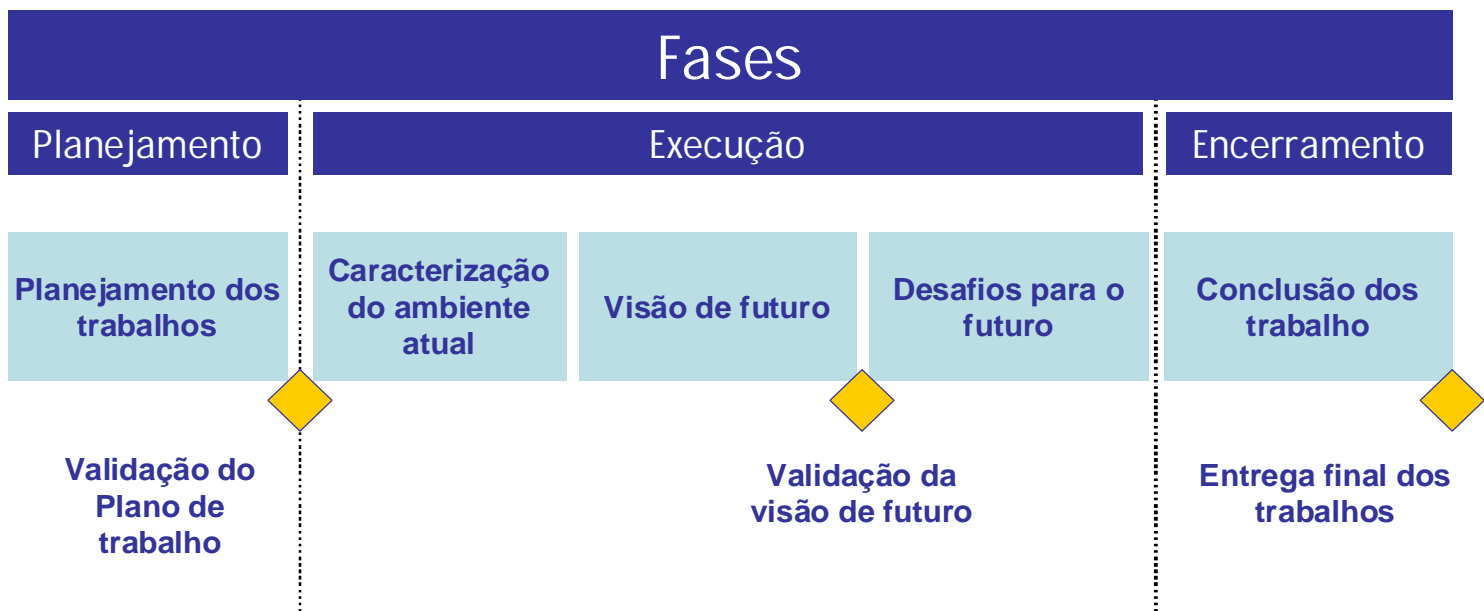 Fases
Planejamento
Execução
Encerramento
Planejamento dos
trabalhos
Caracterização
do ambiente
atual
Visão de futuro
Desafios para o
futuro
Conclusão dos
trabalho
Validação do
Plano de
trabalho
Validação da
visão de futuro
Entrega final dos
trabalhos